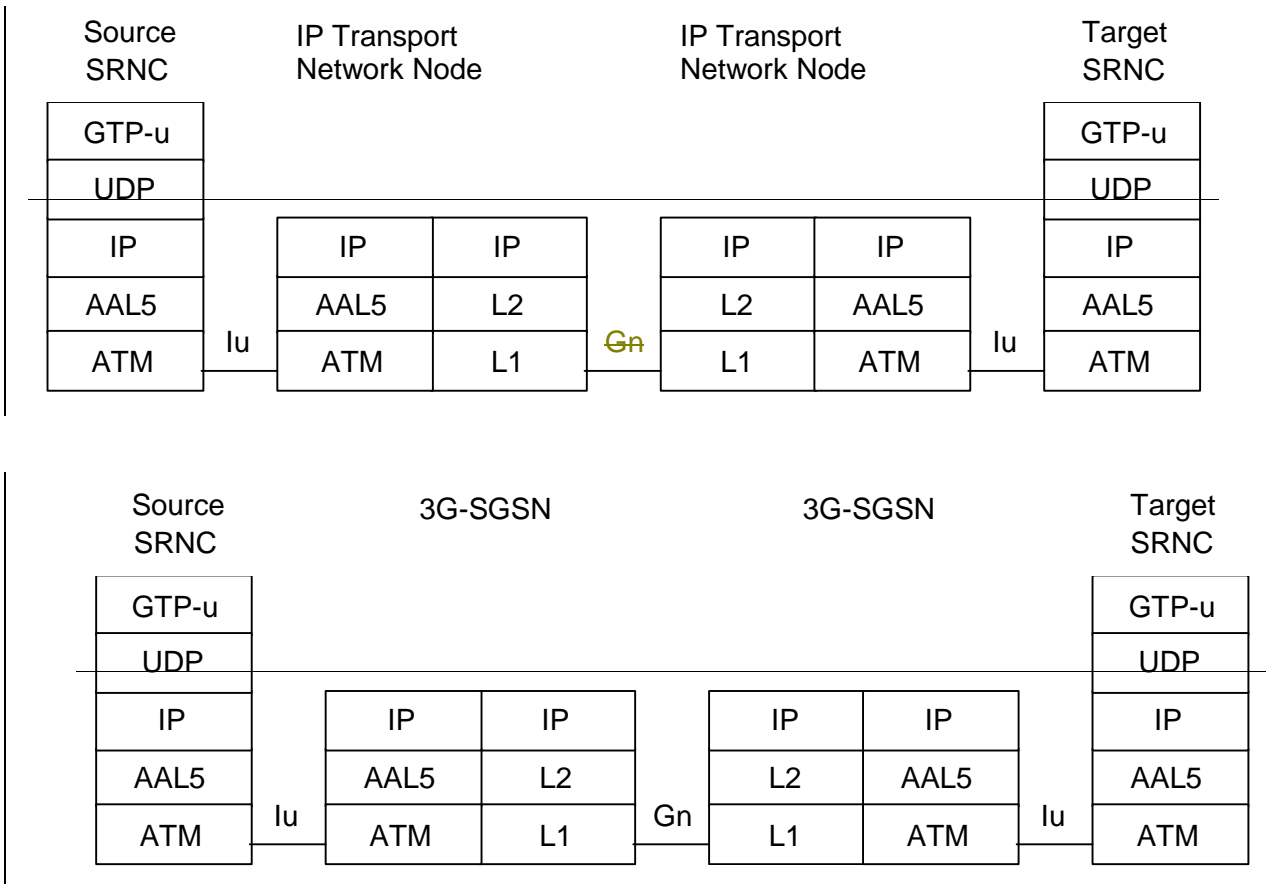 Source SRNC
IP Transport Network Node
IP Transport Network Node
Target SRNC
GTP-u
GTP-u
UDP
UDP
IP
IP
IP
IP
IP
IP
AAL5
AAL5
L2
L2
AAL5
AAL5
ATM
Iu
ATM
L1
Gn
L1
ATM
Iu
ATM
Source SRNC
3G-SGSN
3G-SGSN
Target SRNC
GTP-u
GTP-u
UDP
UDP
IP
IP
IP
IP
IP
IP
AAL5
AAL5
L2
L2
AAL5
AAL5
ATM
Iu
ATM
L1
Gn
L1
ATM
Iu
ATM